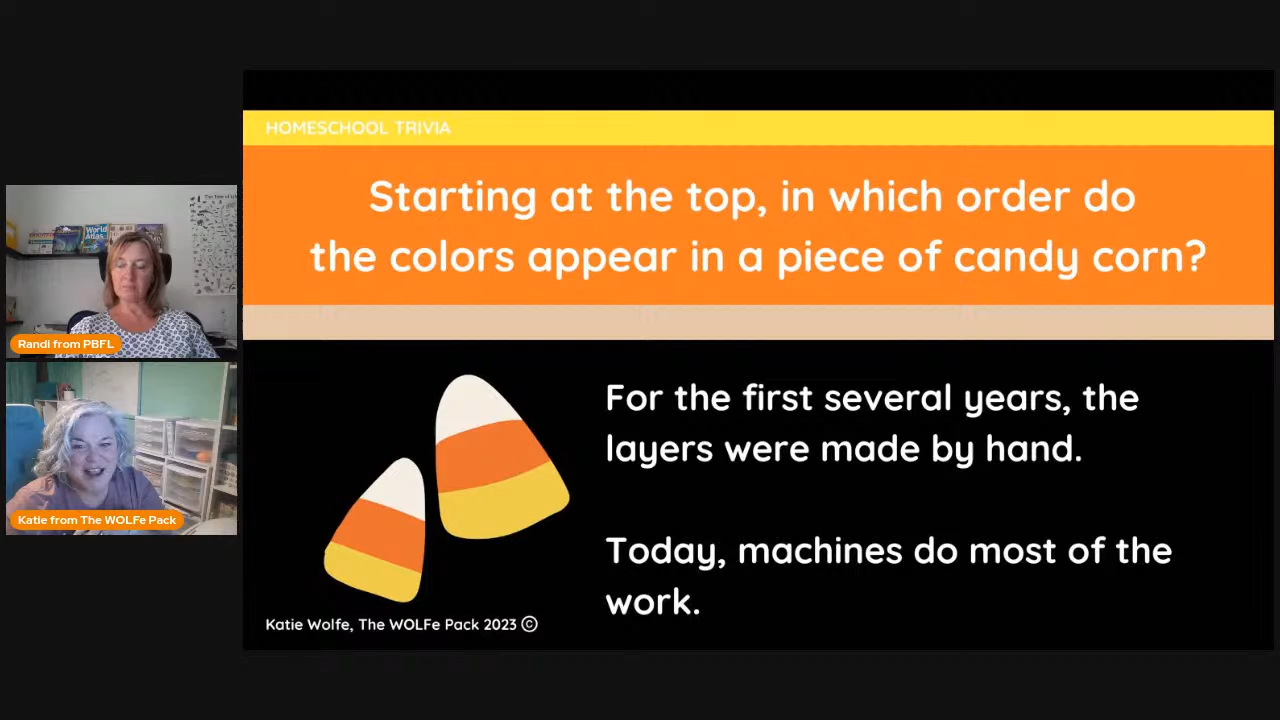 HOMESCHOOL TRIVIA
Starting at the top, in which order do
the colors appear in a piece of candy corn?
World
Atlas
Randi from PBFL
For the first several years, the
layers were made by hand.
Today, machines do most of the
work.
Katie from The WOLFe Pack
Katie Wolfe, The WOLFe Pack 2023 ©